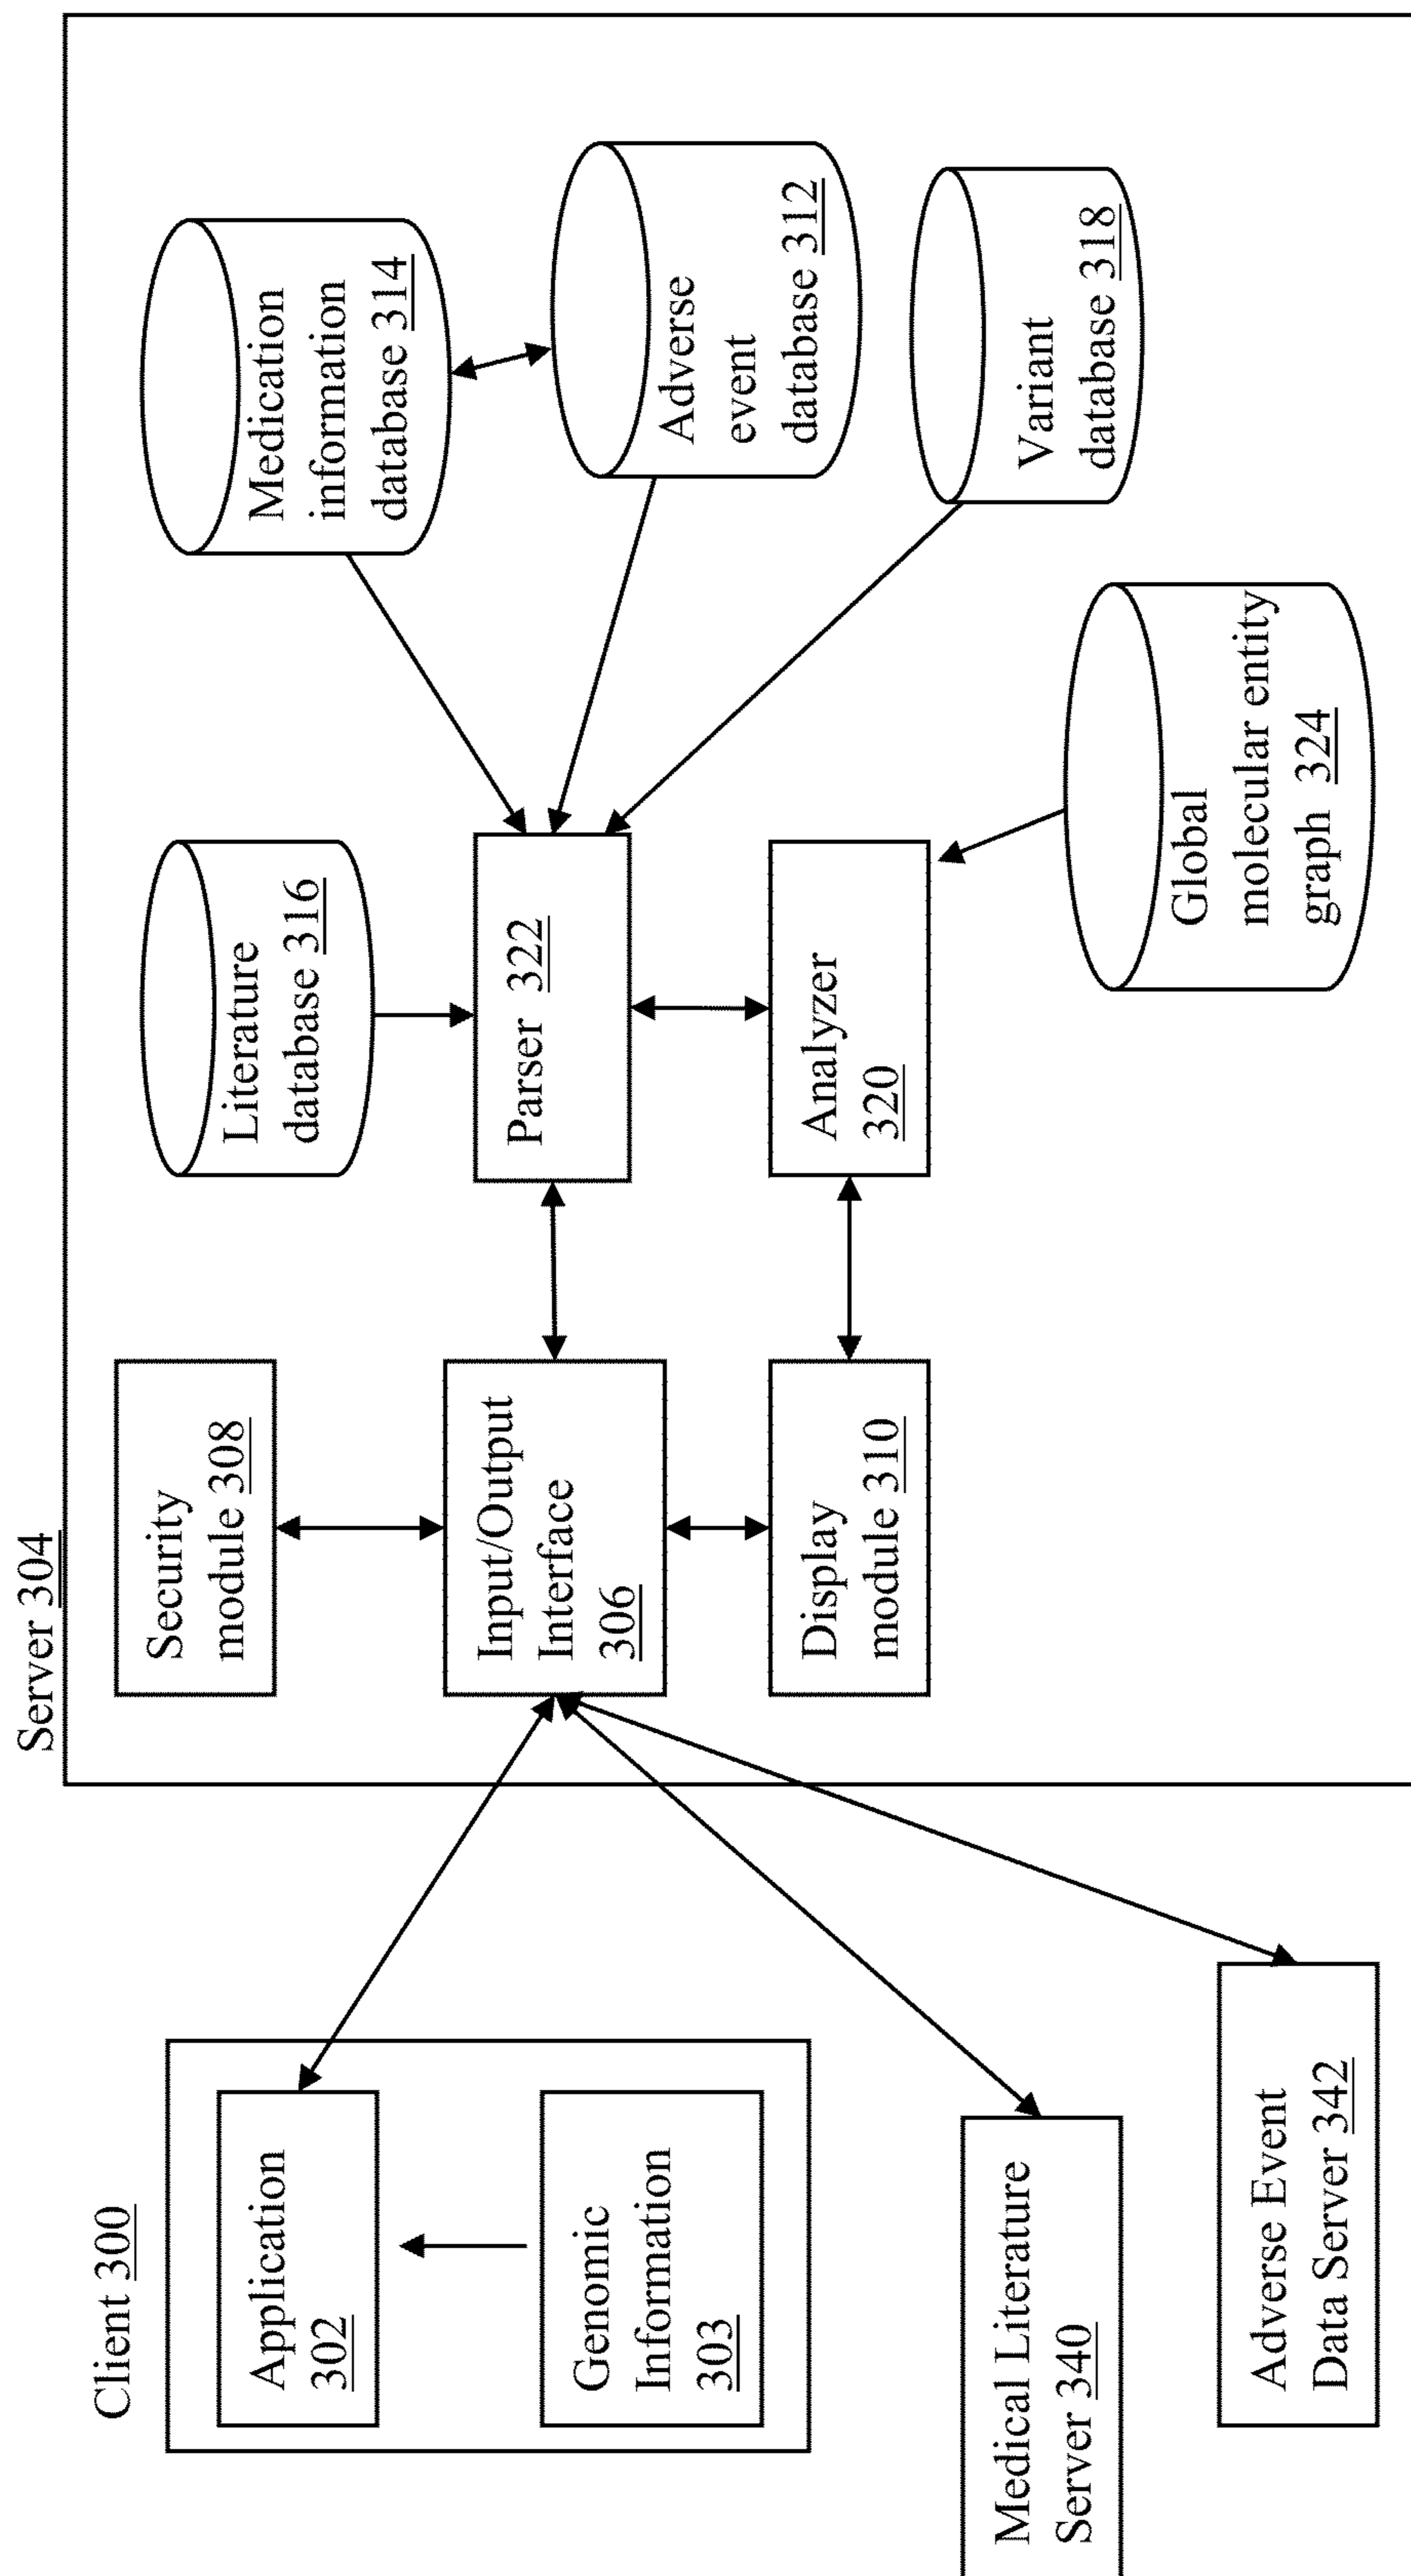 Server 304
Client 300
Application
302
Genomic
Information
303
Medical Literature
Server 340
Adverse Event
Data Server 342
Security
module 308
Input/Output
Interface
306
Display
module 310
Literature
database 316
Parser 322
Analyzer
320
Medication
information
database 314
Adverse
event
database 312
Variant
database 318
Global
molecular entity
graph 324